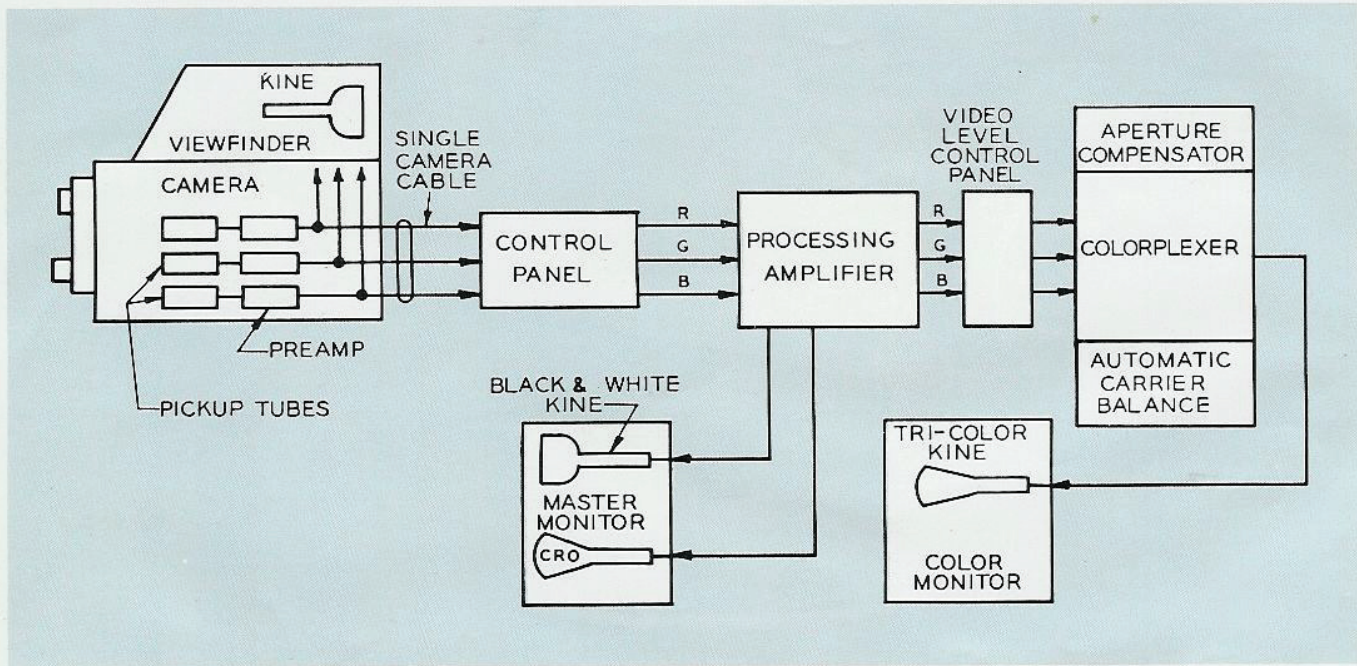 KINE
VIEWFINDER
CAMERA
SINGLE
CAMERA
CABLE
PREAMP
PICKUP TUBES
CONTROL
PANEL
R
G
B
PROCESSING
AMPLIFIER
R
G
B
VIDEO
LEVEL
CONTROL
PANEL
APERTURE
COMPENSATOR
COLORPLEXER
AUTOMATIC
CARRIER
BALANCE
BLACK & WHITE
KINE
MASTER
MONITOR
CRO
TRI-COLOR
KINE
COLOR
MONITOR